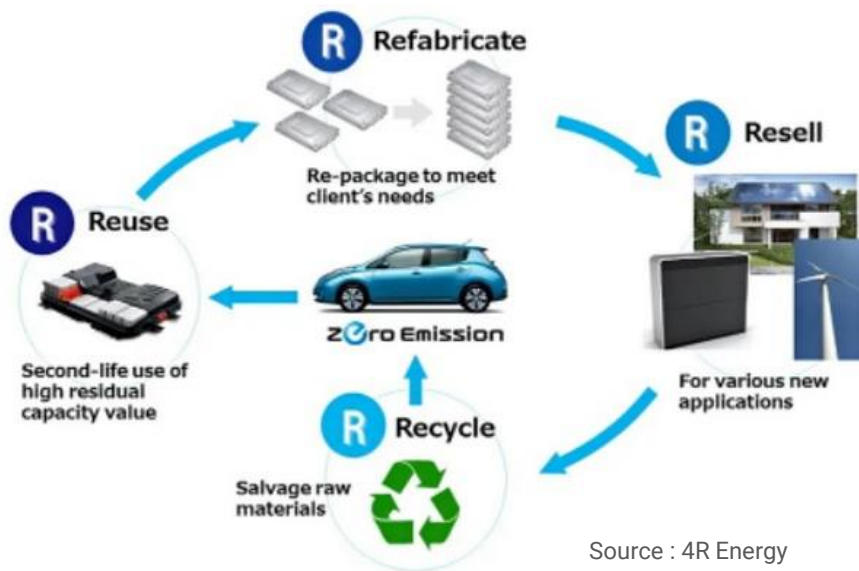 R Refabricate
Re-package to meet
client's needs
R Resell
For various new
applications
R Reuse
Second-life use of
high residual
capacity value
zero Emission
R Recycle
Salvage raw
materials
Source : 4R Energy